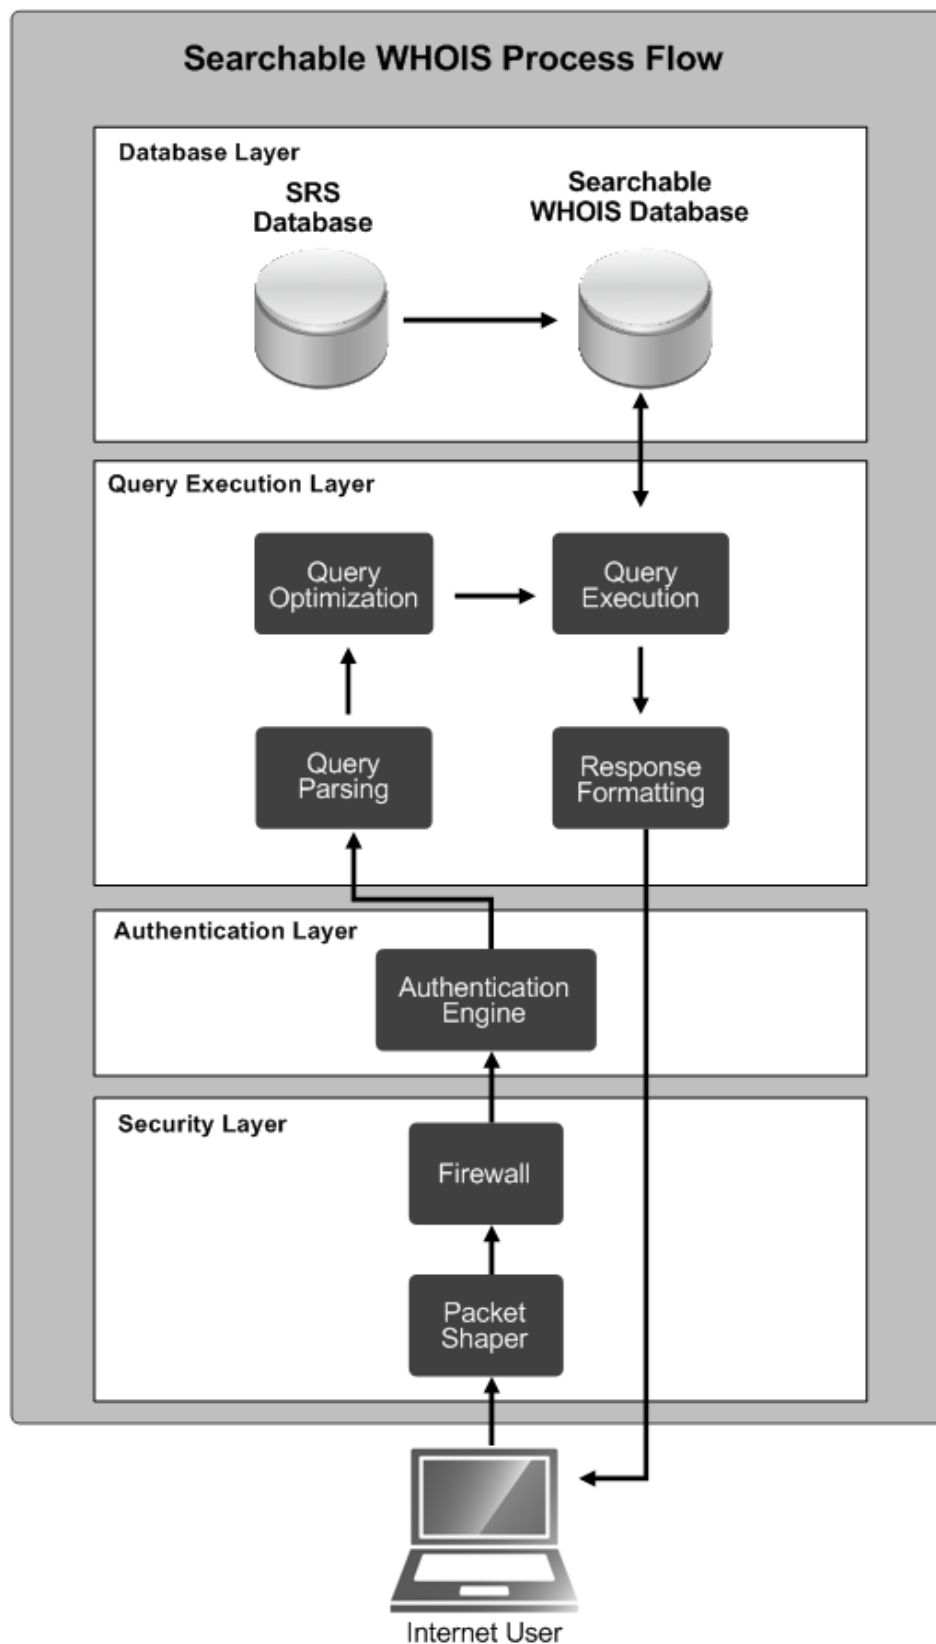 Searchable WHOIS Process Flow
Database Layer
SRS
Database
Searchable
WHOIS Database
Query Execution Layer
Query
Optimization
Query
Execution
Query
Parsing
Response
Formatting
Authentication Layer
Authentication
Engine
Security Layer
Firewall
Packet
Shaper
Internet User